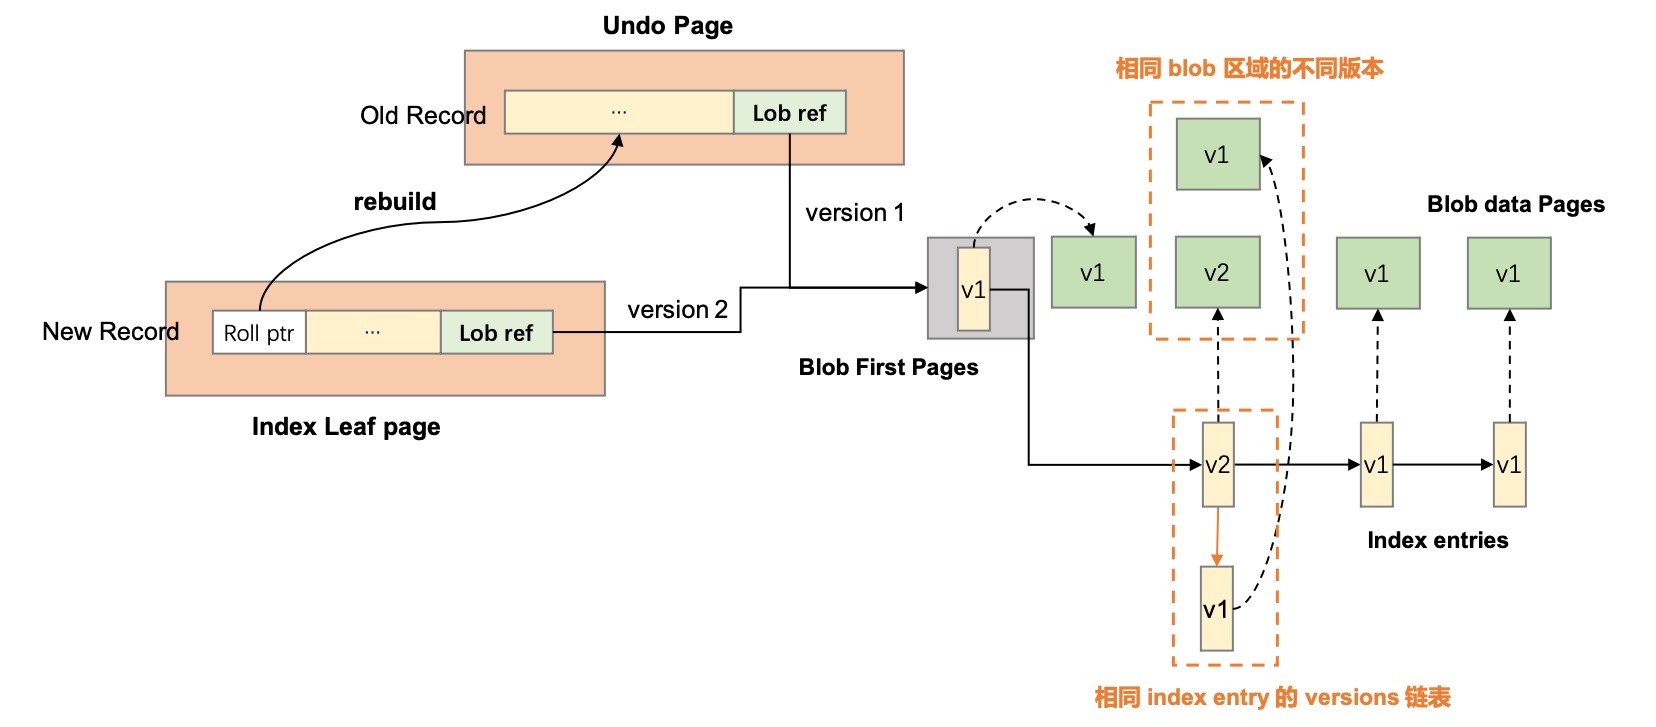 Undo Page
相同 blob 区域的不同版本
Old Record
...
Lob ref
v1
rebuild
version 1
Blob data Pages
v1
v1
v2
v1
v1
New Record
Roll ptr
...
Lob ref
version 2
Blob First Pages
Index Leaf page
v2
v1
v1
Index entries
v1
相同 index entry 的 versions 链表